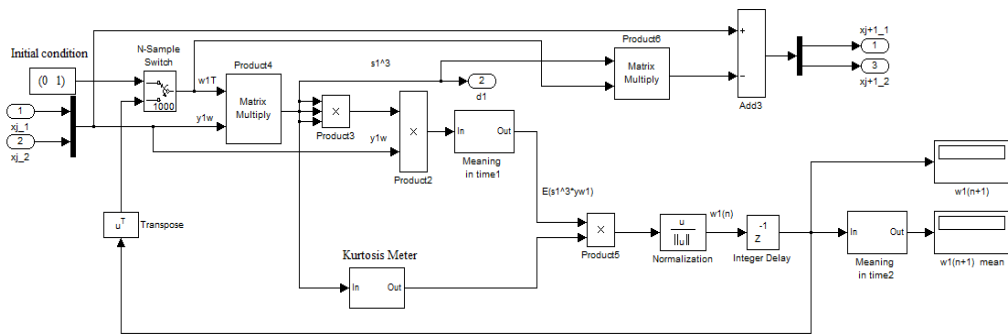 Initial condition
(0 1)
N-Sample
Switch
1000
w1T
Product4
Matrix
Multiply
s1^3
Product3
×
y1w
y1w
×
Product2
In
Out
Meaning
in time1
2
d1
Product6
Matrix
Multiply
+
−
Add3
xj+1_1
1
3
xj+1_2
1
xj_1
2
xj_2
u^T
Transpose
E(s1^3*yw1)
Kurtosis Meter
In
Out
×
Product5
u
||u||
Normalization
w1(n)
-1
Z
Integer Delay
In
Out
Meaning
in time2
w1(n+1)
w1(n+1) mean